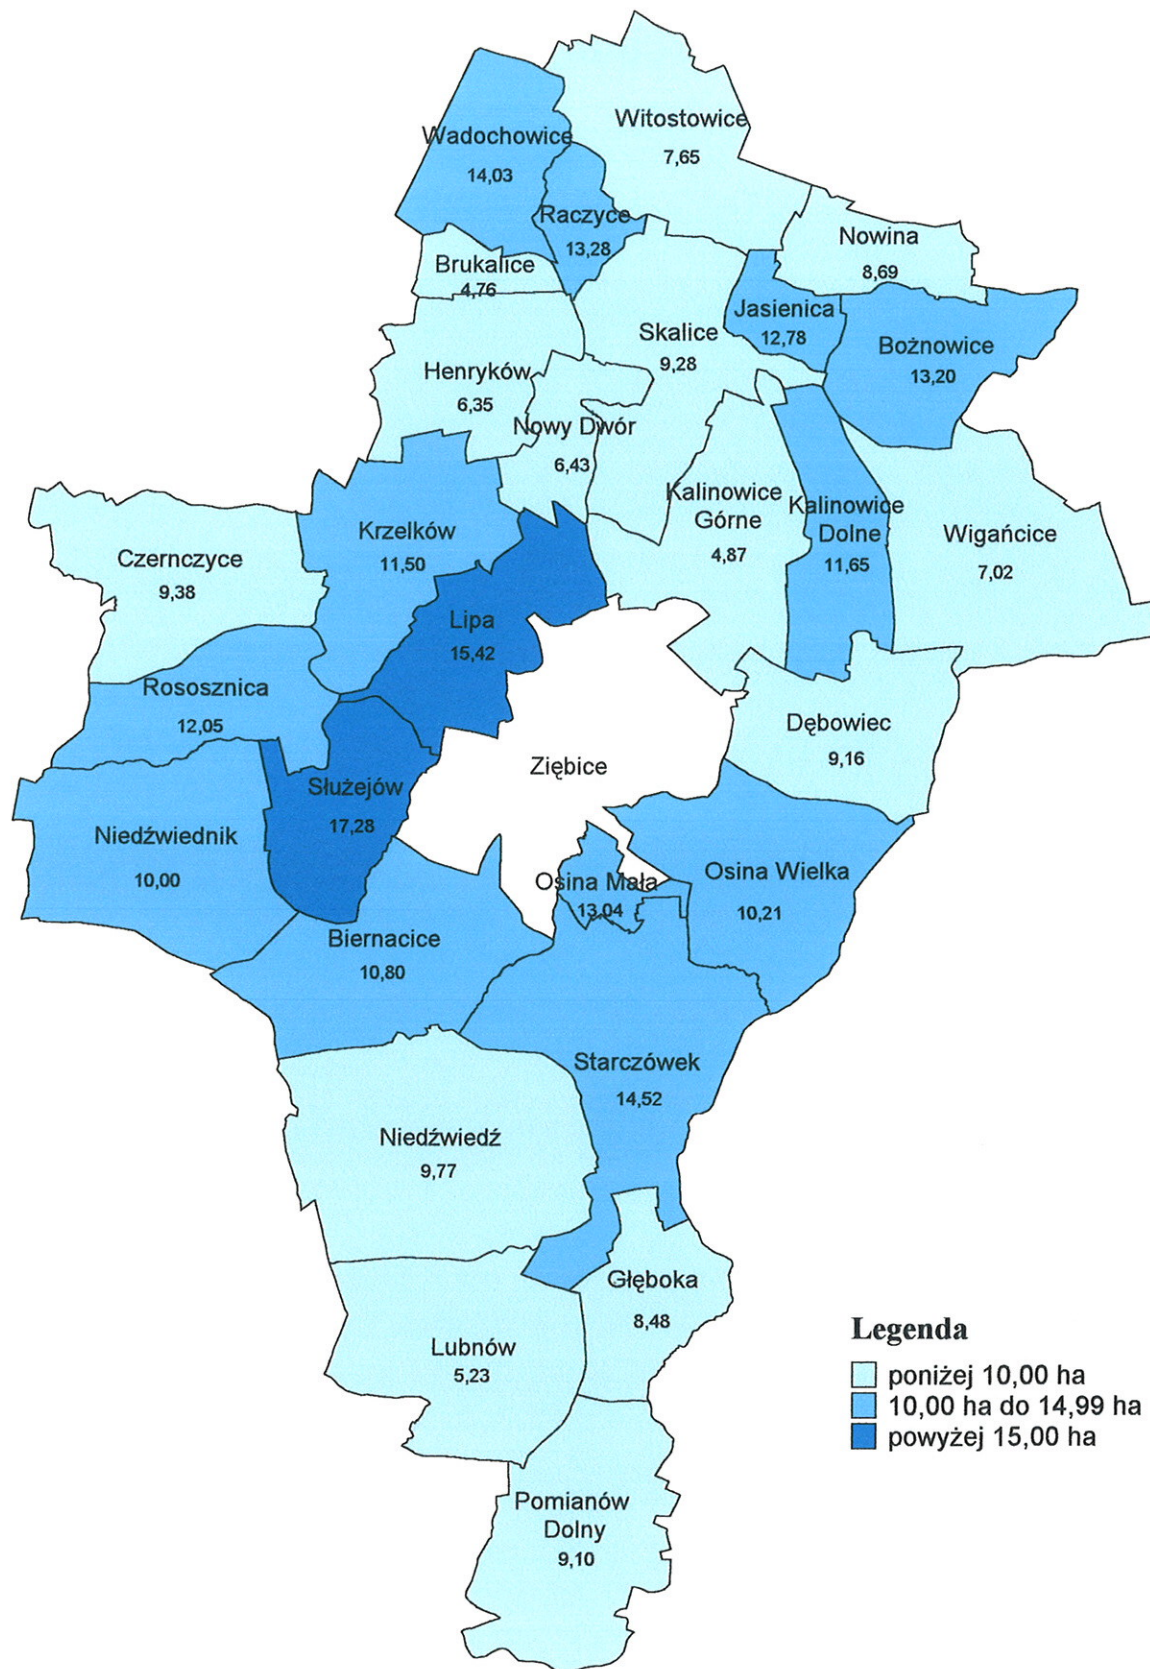 Witostowice
7,65
Wadochowice
14,03
Raczyce
13,28
Nowina
8,69
Brukalice
4,76
Jasienica
12,78
Skalice
9,28
Bożnowice
13,20
Henryków
6,35
Nowy Dwór
6,43
Kalinowice
Górne
4,87
Kalinowice
Dolne
11,65
Wigańcice
7,02
Krzelków
11,50
Czernczyce
9,38
Lipa
15,42
Rososznica
12,05
Dębowiec
9,16
Ziębice
Służejów
17,28
Niedźwiednik
10,00
Osina Mała
13,04
Osina Wielka
10,21
Biernacice
10,80
Starczówek
14,52
Niedźwiedź
9,77
Głęboka
8,48
Lubnów
5,23
Pomianów
Dolny
9,10
Legenda
poniżej 10,00 ha
10,00 ha do 14,99 ha
powyżej 15,00 ha